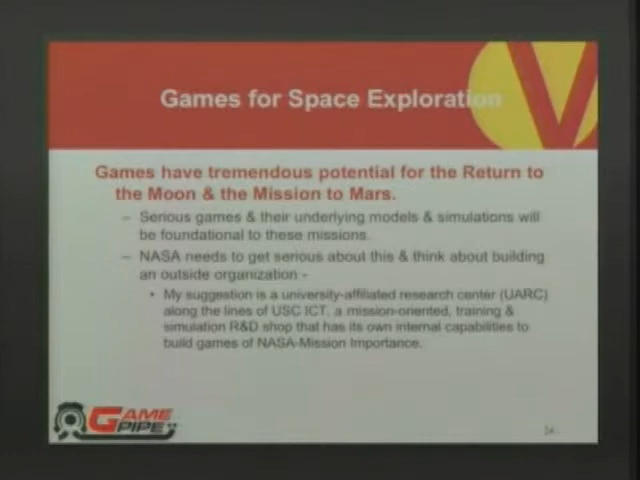 Games for Space Exploration
Games have tremendous potential for the Return to
the Moon & the Mission to Mars.
– Serious games & their underlying models & simulations will
be foundational to these missions.
– NASA needs to get serious about this & think about building
an outside organization -
• My suggestion is a university-affiliated research center (UARC)
along the lines of USC ICT, a mission-oriented, training &
simulation R&D shop that has its own internal capabilities to
build games of NASA-Mission Importance.
GAME
PIPE